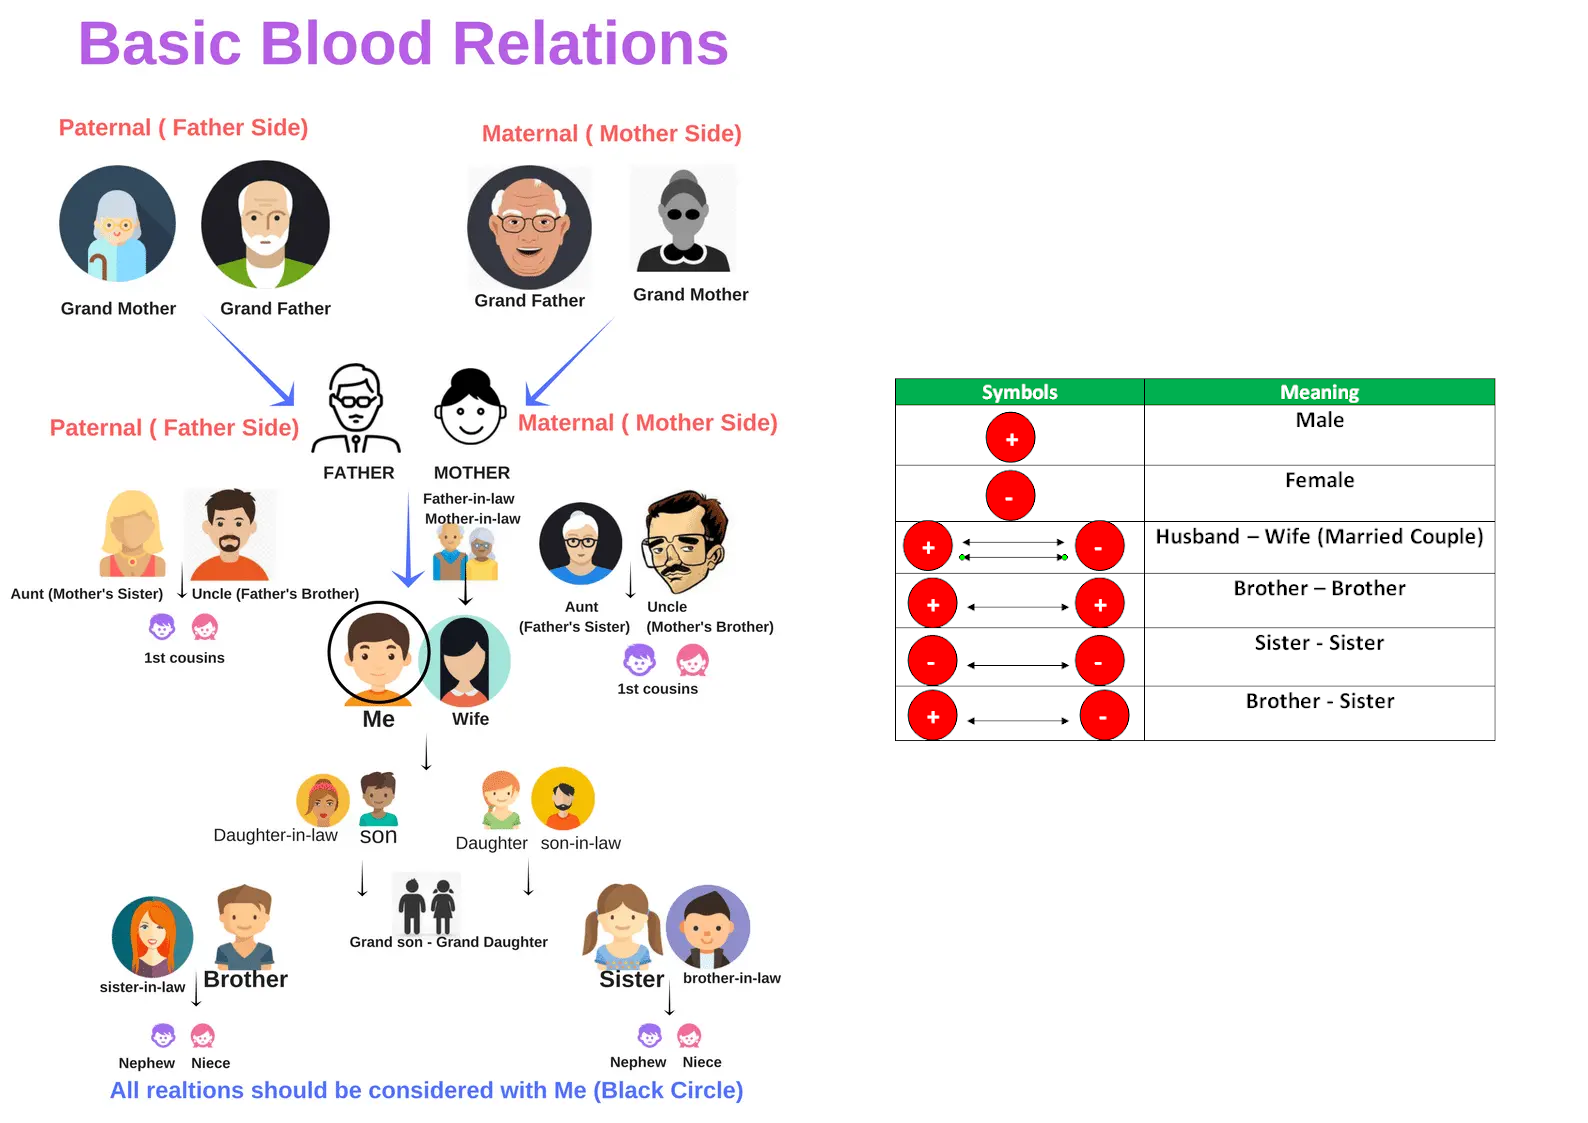 Basic Blood Relations
Paternal ( Father Side)
Maternal ( Mother Side)
Grand Mother
Grand Father
Grand Father
Grand Mother
Paternal ( Father Side)
FATHER
MOTHER
Maternal ( Mother Side)
Father-in-law
Mother-in-law
Aunt (Mother's Sister)
Uncle (Father's Brother)
Aunt
(Father's Sister)
Uncle
(Mother's Brother)
1st cousins
1st cousins
Me
Wife
Daughter-in-law
son
Daughter
son-in-law
Grand son - Grand Daughter
sister-in-law
Brother
Sister
brother-in-law
Nephew
Niece
Nephew
Niece
All realtions should be considered with Me (Black Circle)
Symbols
Meaning
+
Male
-
Female
+ -
Husband – Wife (Married Couple)
+ +
Brother – Brother
- -
Sister - Sister
+ -
Brother - Sister